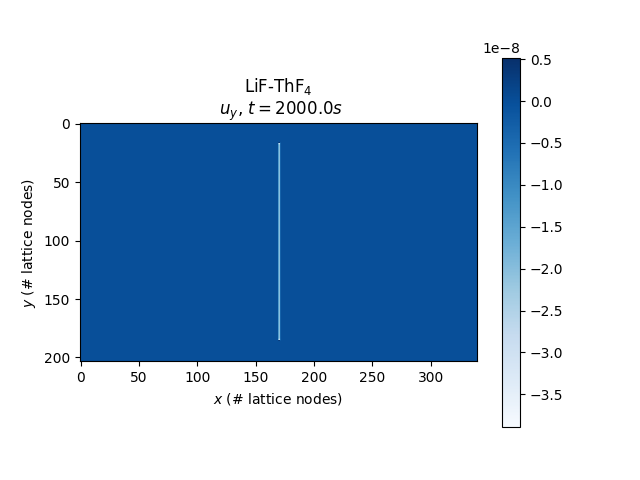 LiF-ThF₄
u_y, t = 2000.0s
1e−8
0.5
0.0
−0.5
−1.0
−1.5
−2.0
−2.5
−3.0
−3.5
0
50
100
150
200
y (# lattice nodes)
0 50 100 150 200 250 300
x (# lattice nodes)